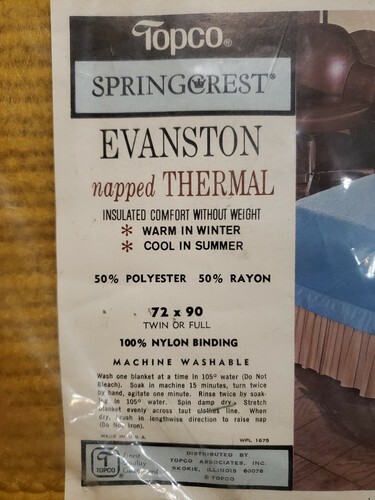 Topco®
SPRINGCREST®
EVANSTON
napped THERMAL
INSULATED COMFORT WITHOUT WEIGHT
* WARM IN WINTER
* COOL IN SUMMER
50% POLYESTER 50% RAYON
72 x 90
TWIN OR FULL
100% NYLON BINDING
MACHINE WASHABLE
Wash one blanket at a time in 105° water (Do Not
Bleach). Soak in machine 15 minutes, turn twice
by hand, agitate one minute. Rinse twice by soak-
ing in 105° water. Spin damp dry. Stretch
blanket evenly across taut clothes line. When
dry, brush in lengthwise direction to raise nap
(Do Not Iron).
MADE IN U.S.A. WPL 1675
TOPCO
Finest
Quality
Guaranteed
DISTRIBUTED BY
TOPCO ASSOCIATES, INC.
SKOKIE, ILLINOIS 60076
© TOPCO